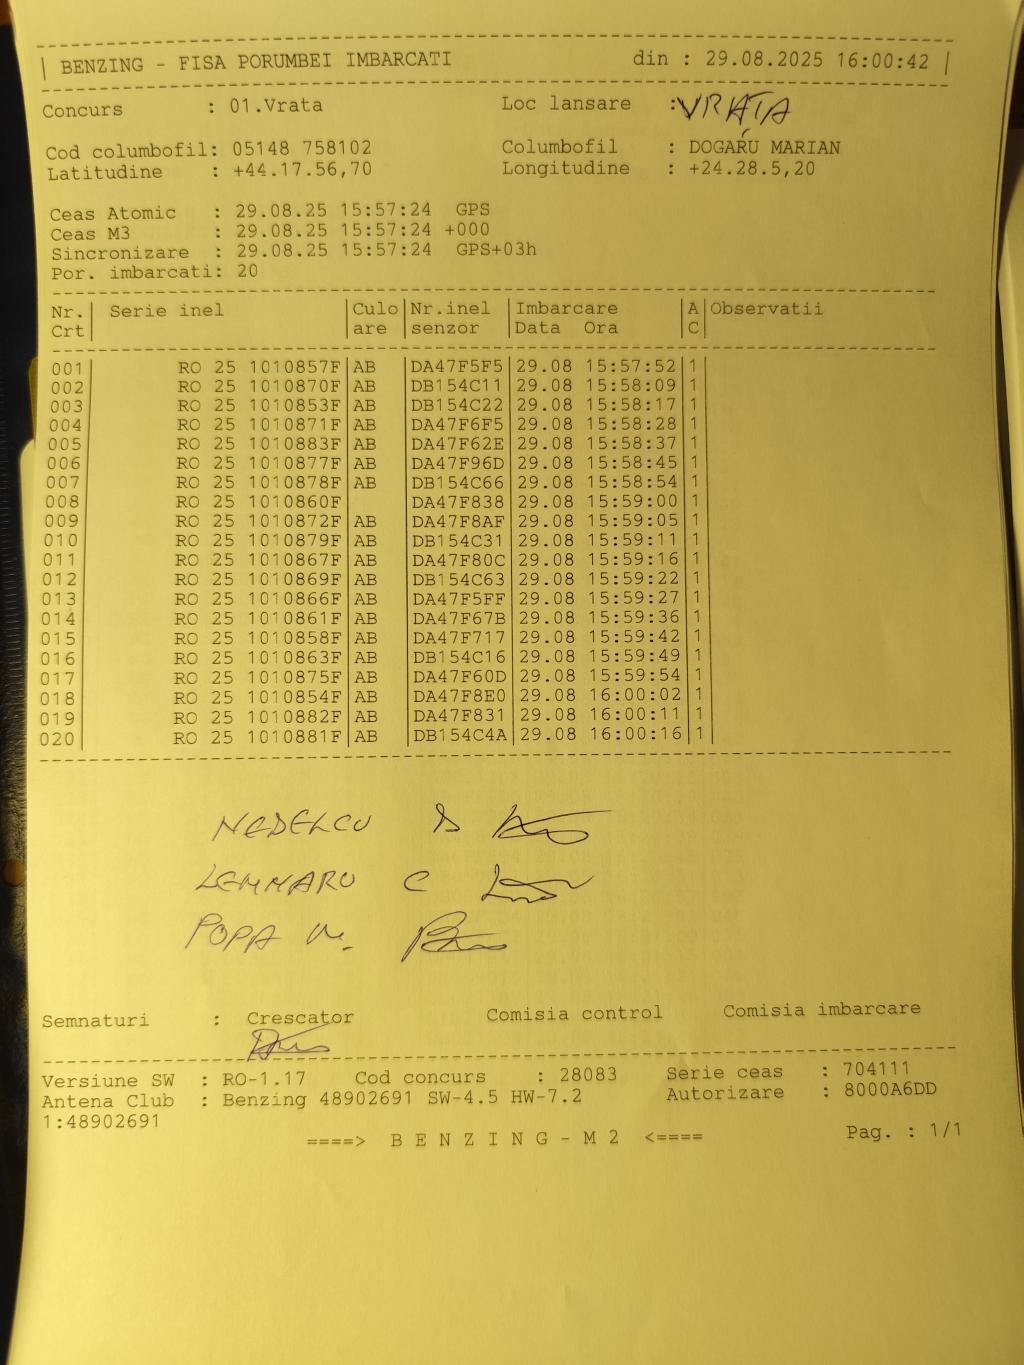 BENZING - FISA PORUMBEI IMBARCATI din : 29.08.2025 16:00:42
Concurs : 01.Vrata Loc lansare : VRATA
Cod columbofil: 05148 758102 Columbofil : DOGARU MARIAN
Latitudine : +44.17.56,70 Longitudine : +24.28.5,20
Ceas Atomic : 29.08.25 15:57:24 GPS
Ceas M3 : 29.08.25 15:57:24 +000
Sincronizare : 29.08.25 15:57:24 GPS+03h
Por. imbarcati: 20
Nr. | Serie inel | Culo | Nr.inel | Imbarcare | A | Observatii
Crt | | are | senzor | Data Ora | C |
001 | RO 25 1010857F | AB | DA47F5F5 | 29.08 15:57:52 | 1 |
002 | RO 25 1010870F | AB | DB154C11 | 29.08 15:58:09 | 1 |
003 | RO 25 1010853F | AB | DB154C22 | 29.08 15:58:17 | 1 |
004 | RO 25 1010871F | AB | DA47F6F5 | 29.08 15:58:28 | 1 |
005 | RO 25 1010883F | AB | DA47F62E | 29.08 15:58:37 | 1 |
006 | RO 25 1010877F | AB | DA47F96D | 29.08 15:58:45 | 1 |
007 | RO 25 1010878F | AB | DB154C66 | 29.08 15:58:54 | 1 |
008 | RO 25 1010860F | | DA47F838 | 29.08 15:59:00 | 1 |
009 | RO 25 1010872F | AB | DA47F8AF | 29.08 15:59:05 | 1 |
010 | RO 25 1010879F | AB | DB154C31 | 29.08 15:59:11 | 1 |
011 | RO 25 1010867F | AB | DA47F80C | 29.08 15:59:16 | 1 |
012 | RO 25 1010869F | AB | DB154C63 | 29.08 15:59:22 | 1 |
013 | RO 25 1010866F | AB | DA47F5FF | 29.08 15:59:27 | 1 |
014 | RO 25 1010861F | AB | DA47F67B | 29.08 15:59:36 | 1 |
015 | RO 25 1010858F | AB | DA47F717 | 29.08 15:59:42 | 1 |
016 | RO 25 1010863F | AB | DB154C16 | 29.08 15:59:49 | 1 |
017 | RO 25 1010875F | AB | DA47F60D | 29.08 15:59:54 | 1 |
018 | RO 25 1010854F | AB | DA47F8E0 | 29.08 16:00:02 | 1 |
019 | RO 25 1010882F | AB | DA47F831 | 29.08 16:00:11 | 1 |
020 | RO 25 1010881F | AB | DB154C4A | 29.08 16:00:16 | 1 |
NEDELCU D
C
POPA M.
Semnaturi : Crescator Comisia control Comisia imbarcare
Versiune SW : RO-1.17 Cod concurs : 28083 Serie ceas : 704111
Antena Club : Benzing 48902691 SW-4.5 HW-7.2 Autorizare : 8000A6DD
1:48902691
====> B E N Z I N G - M 2 <==== Pag. : 1/1